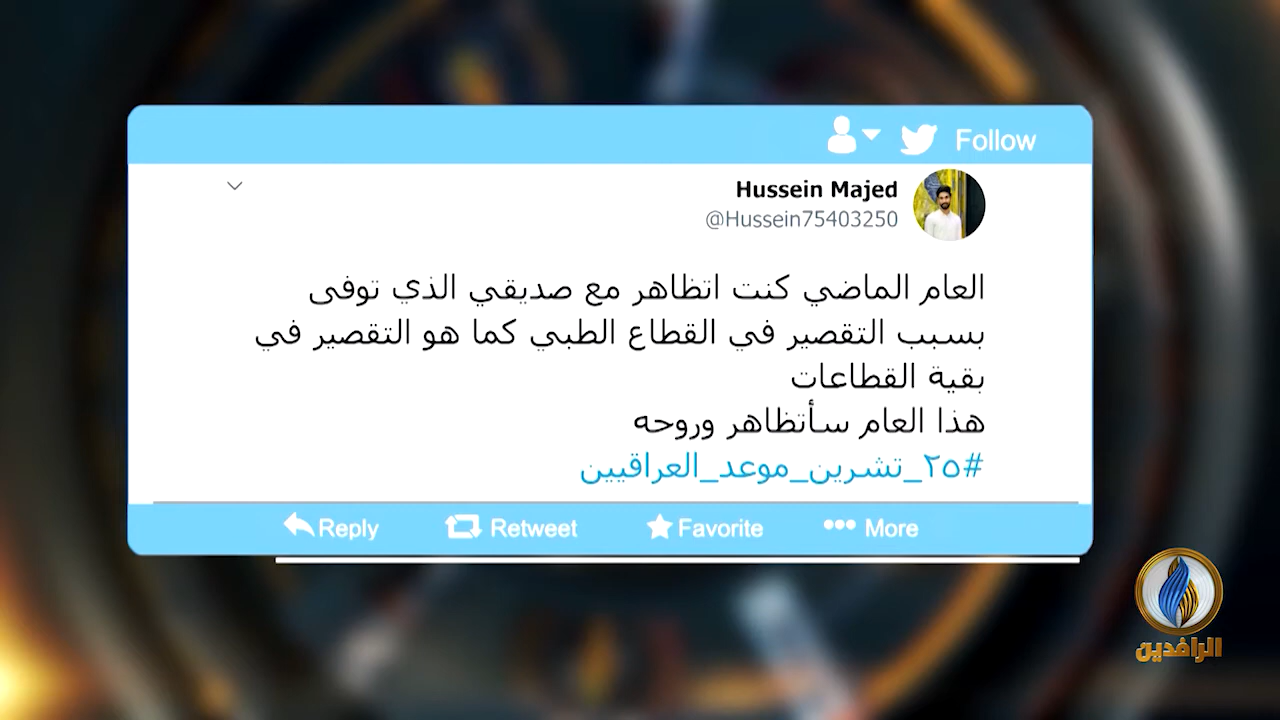 Follow
Hussein Majed
@Hussein75403250
العام الماضي كنت اتظاهر مع صديقي الذي توفى
بسبب التقصير في القطاع الطبي كما هو التقصير في
بقية القطاعات
هذا العام سأتظاهر وروحه
#٢٥_تشرين_موعد_العراقيين
Reply Retweet Favorite More
الرافدين